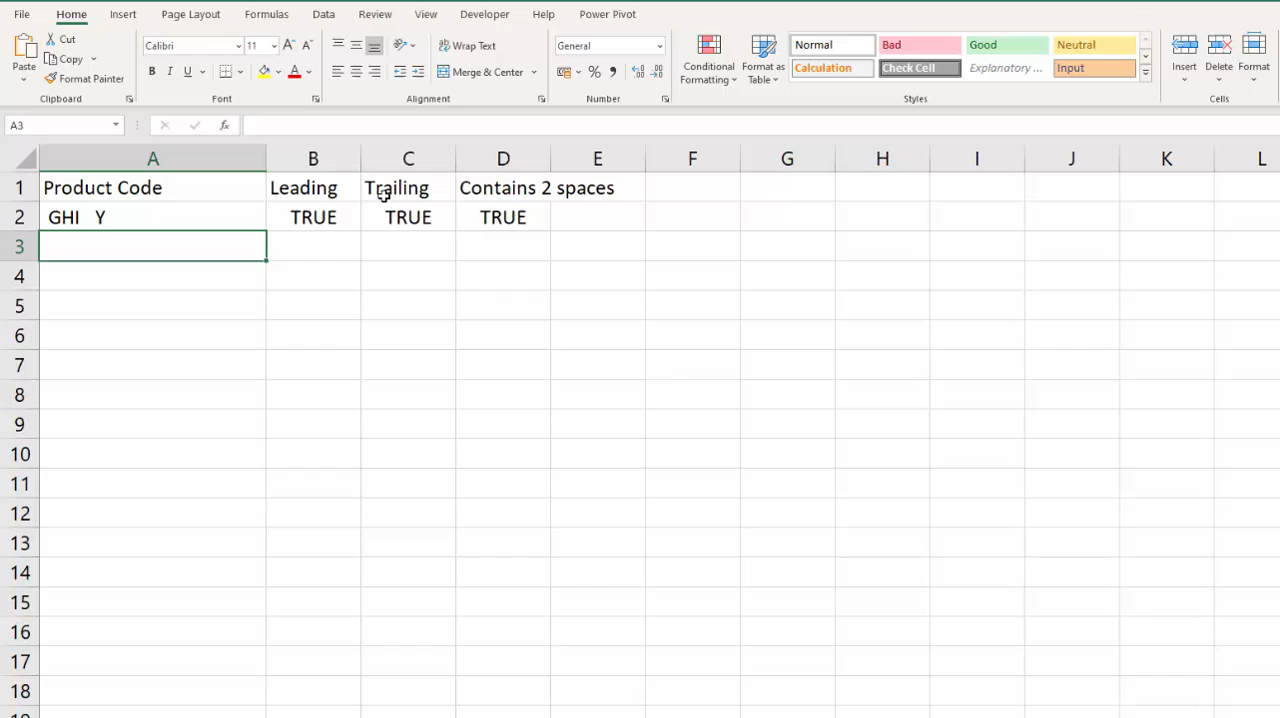 File Home Insert Page Layout Formulas Data Review View Developer Help Power Pivot
Paste Cut Copy Format Painter Clipboard
Calibri 11 A A B I U A Font
Wrap Text Merge & Center Alignment
General % Number
Conditional Formatting Format as Table
Normal Bad Good Neutral
Calculation Check Cell Explanatory ... Input
Styles
Insert Delete Format
Cells
A3 fx
A B C D E F G H I J K L
1 Product Code Leading Trailing Contains 2 spaces
2 GHI Y TRUE TRUE TRUE
3
4
5
6
7
8
9
10
11
12
13
14
15
16
17
18